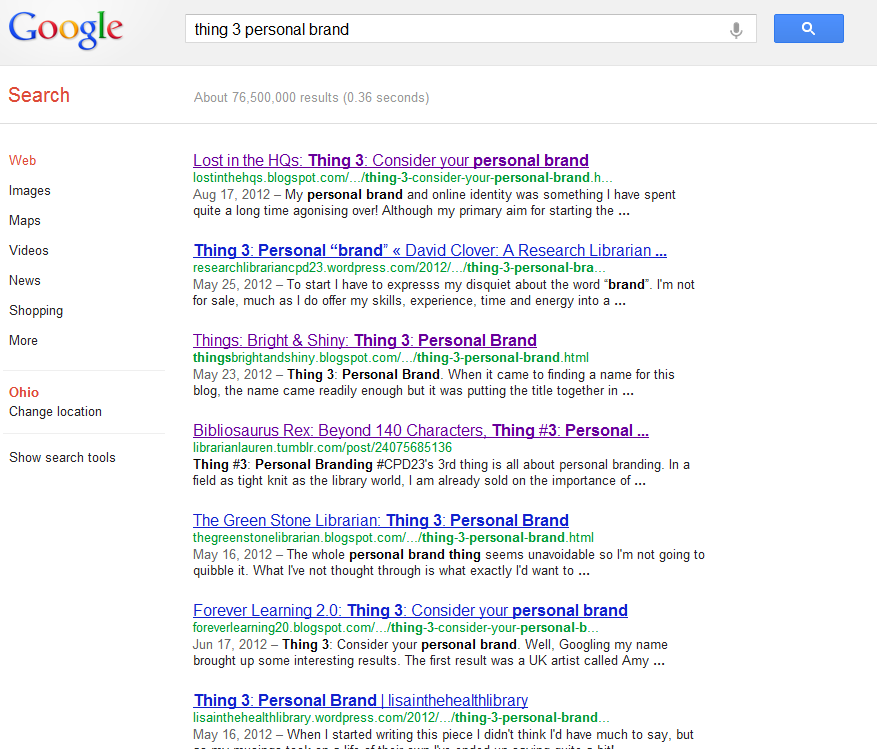 Google
thing 3 personal brand
Search
About 76,500,000 results (0.36 seconds)
Web
Images
Maps
Videos
News
Shopping
More
Ohio
Change location
Show search tools
Lost in the HQs: Thing 3: Consider your personal brand
lostinthehqs.blogspot.com/.../thing-3-consider-your-personal-brand.h...
Aug 17, 2012 – My personal brand and online identity was something I have spent
quite a long time agonising over! Although my primary aim for starting the ...
Thing 3: Personal “brand” « David Clover: A Research Librarian ...
researchlibrariancpd23.wordpress.com/2012/.../thing-3-personal-bra...
May 25, 2012 – To start I have to expresss my disquiet about the word “brand”. I'm not
for sale, much as I do offer my skills, experience, time and energy into a ...
Things: Bright & Shiny: Thing 3: Personal Brand
thingsbrightandshiny.blogspot.com/.../thing-3-personal-brand.html
May 23, 2012 – Thing 3: Personal Brand. When it came to finding a name for this
blog, the name came readily enough but it was putting the title together in ...
Bibliosaurus Rex: Beyond 140 Characters, Thing #3: Personal ...
librarianlauren.tumblr.com/post/24075685136
Thing #3: Personal Branding #CPD23's 3rd thing is all about personal branding. In a
field as tight knit as the library world, I am already sold on the importance of ...
The Green Stone Librarian: Thing 3: Personal Brand
thegreenstonelibrarian.blogspot.com/.../thing-3-personal-brand.html
May 16, 2012 – The whole personal brand thing seems unavoidable so I'm not going to
quibble it. What I've not thought through is what exactly I'd want to ...
Forever Learning 2.0: Thing 3: Consider your personal brand
foreverlearning20.blogspot.com/.../thing-3-consider-your-personal-b...
Jun 17, 2012 – Thing 3: Consider your personal brand. Well, Googling my name
brought up some interesting results. The first result was a UK artist called Amy ...
Thing 3: Personal Brand | lisainthehealthlibrary
lisainthehealthlibrary.wordpress.com/2012/.../thing-3-personal-brand...
May 16, 2012 – When I started writing this piece I didn't think I'd have much to say, but
as my musings took on a life of their own I've ended up saying quite a bit!